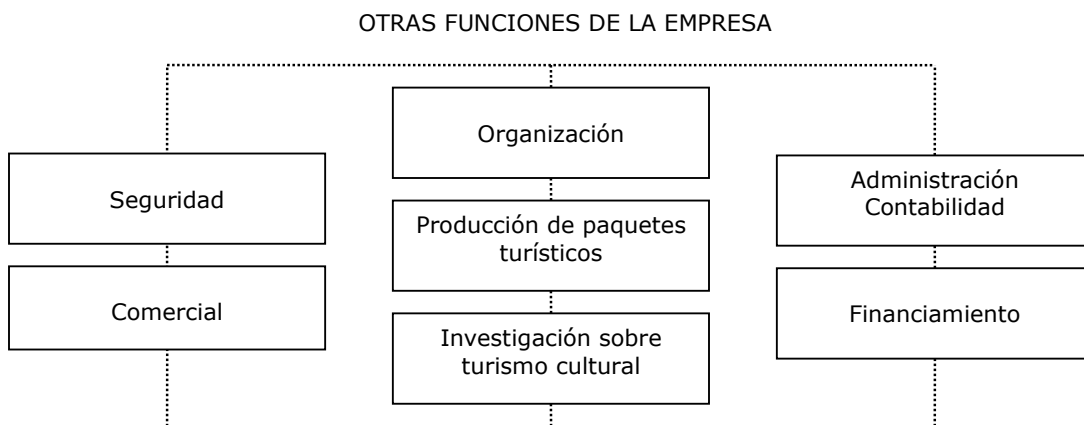 OTRAS FUNCIONES DE LA EMPRESA
Organización
Seguridad
Administración
Contabilidad
Producción de paquetes
turísticos
Comercial
Financiamiento
Investigación sobre
turismo cultural